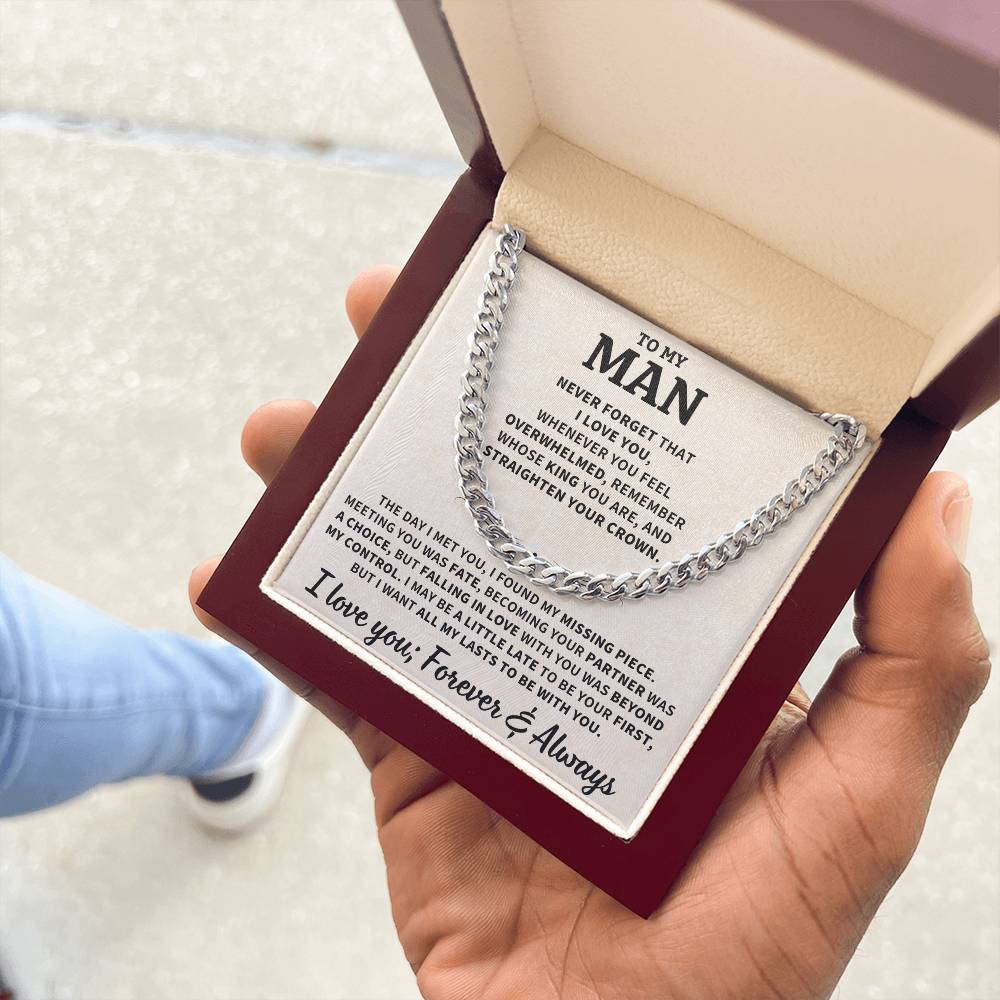 TO MY
MAN
NEVER FORGET THAT
I LOVE YOU,
WHENEVER YOU FEEL
OVERWHELMED, REMEMBER
WHOSE KING YOU ARE, AND
STRAIGHTEN YOUR CROWN.
THE DAY I MET YOU, I FOUND MY MISSING PIECE.
MEETING YOU WAS FATE, BECOMING YOUR PARTNER WAS
A CHOICE, BUT FALLING IN LOVE WITH YOU WAS BEYOND
MY CONTROL. I MAY BE A LITTLE LATE TO BE YOUR FIRST,
BUT I WANT ALL MY LASTS TO BE WITH YOU.
I love you; Forever & Always